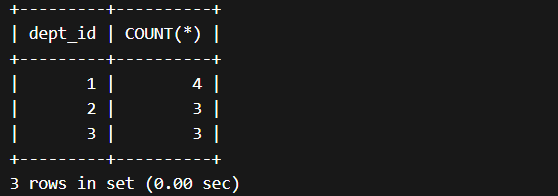 +---------+----------+
| dept_id | COUNT(*) |
+---------+----------+
|       1 |        4 |
|       2 |        3 |
|       3 |        3 |
+---------+----------+
3 rows in set (0.00 sec)